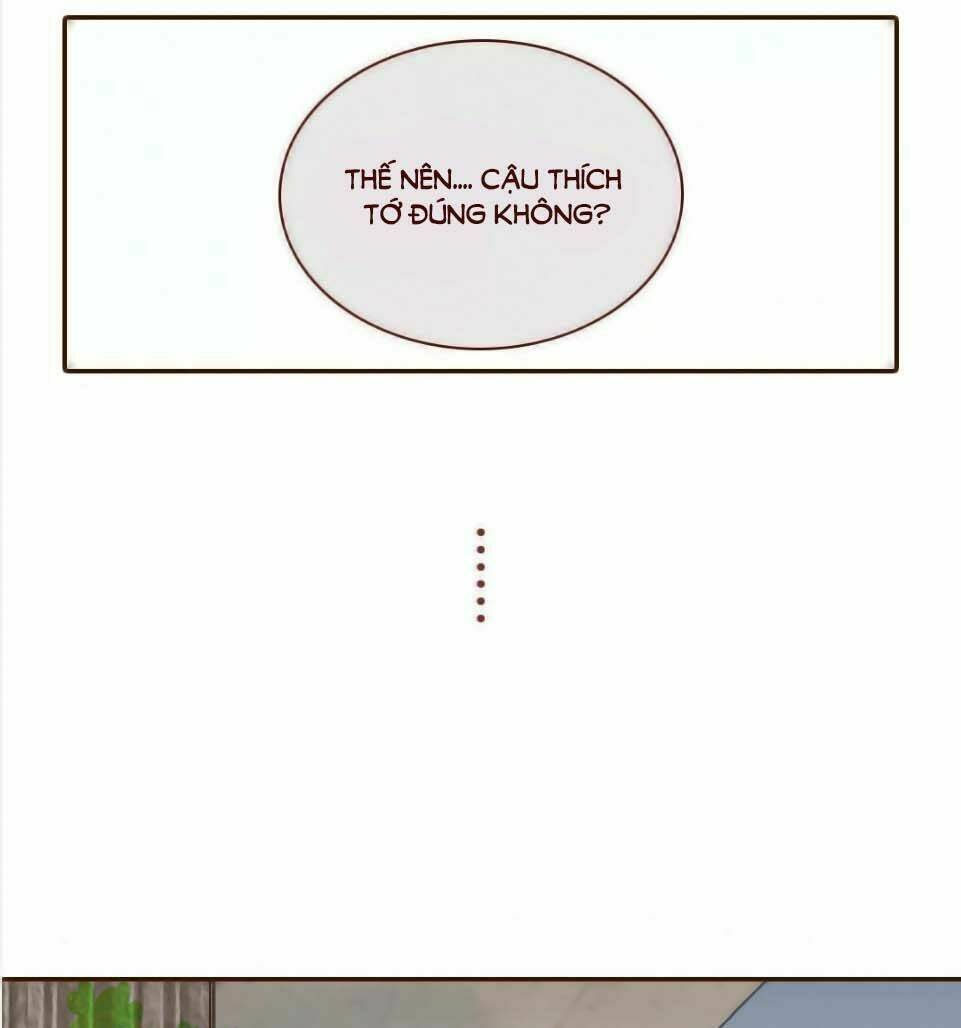 THẾ NÊN.... CẬU THÍCH
TỚ ĐÚNG KHÔNG?
......